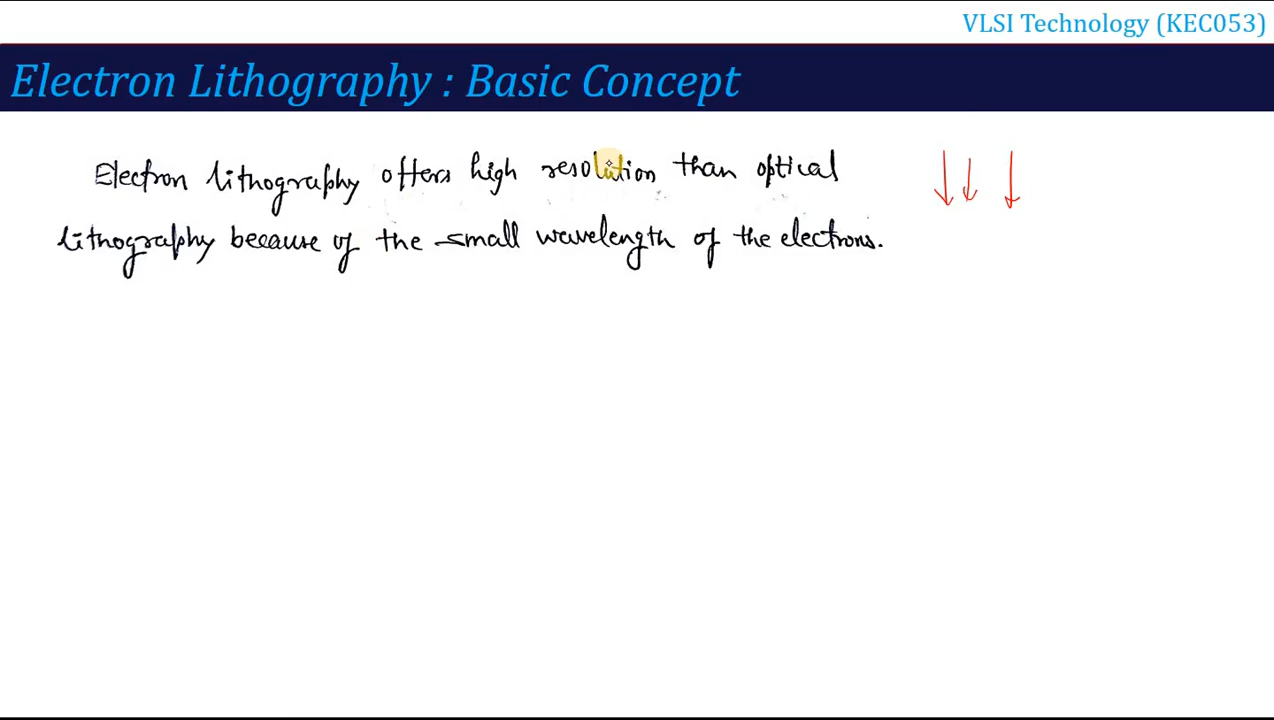 VLSI Technology (KEC053)
Electron Lithography : Basic Concept
Electron lithography offers high resolution than optical
lithography because of the small wavelength of the electrons.